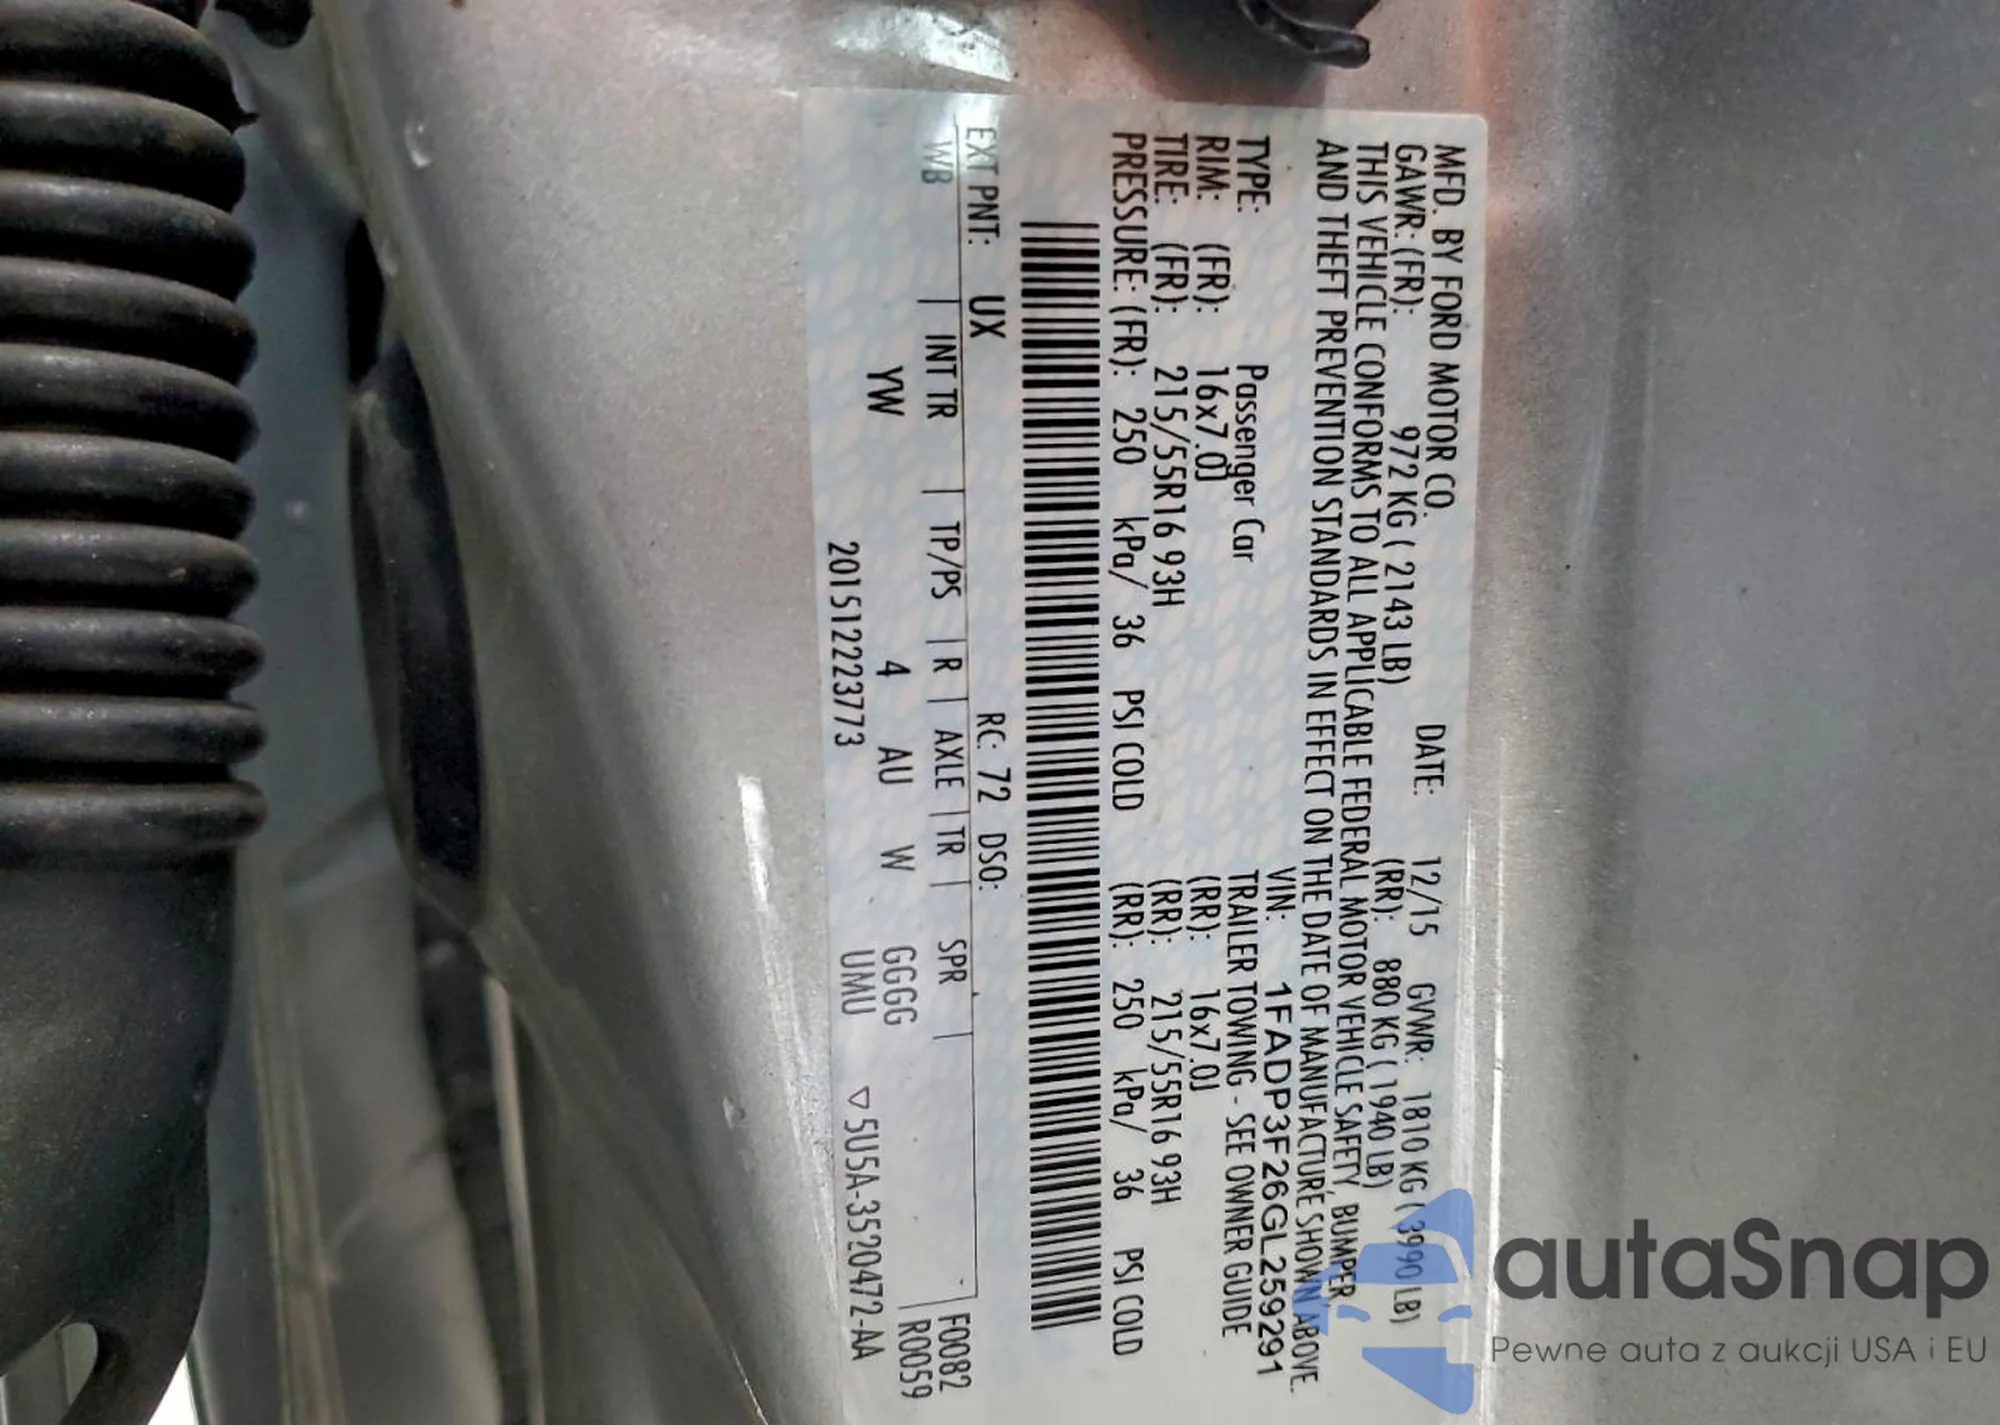 MFD. BY FORD MOTOR CO.
DATE: 12/15 GVWR: 1810 KG ( 3990 LB)
GAWR: (FR): 972 KG ( 2143 LB) (RR): 880 KG ( 1940 LB)
THIS VEHICLE CONFORMS TO ALL APPLICABLE FEDERAL MOTOR VEHICLE SAFETY, BUMPER,
AND THEFT PREVENTION STANDARDS IN EFFECT ON THE DATE OF MANUFACTURE SHOWN ABOVE.
VIN: 1FADP3F26GL259291
TYPE: Passenger Car TRAILER TOWING - SEE OWNER GUIDE
RIM: (FR): 16x7.0J (RR): 16x7.0J
TIRE: (FR): 215/55R16 93H (RR): 215/55R16 93H
PRESSURE: (FR): 250 kPa/ 36 PSI COLD (RR): 250 kPa/ 36 PSI COLD
EXT PNT: UX RC: 72 DSO:
WB INT TR TP/PS R AXLE TR SPR F0082
YW 4 AU W GGGG R0059
20151222 3773 UMU ▽5U5A-3520472-AA
autaSnap
Pewne auta z aukcji USA i EU